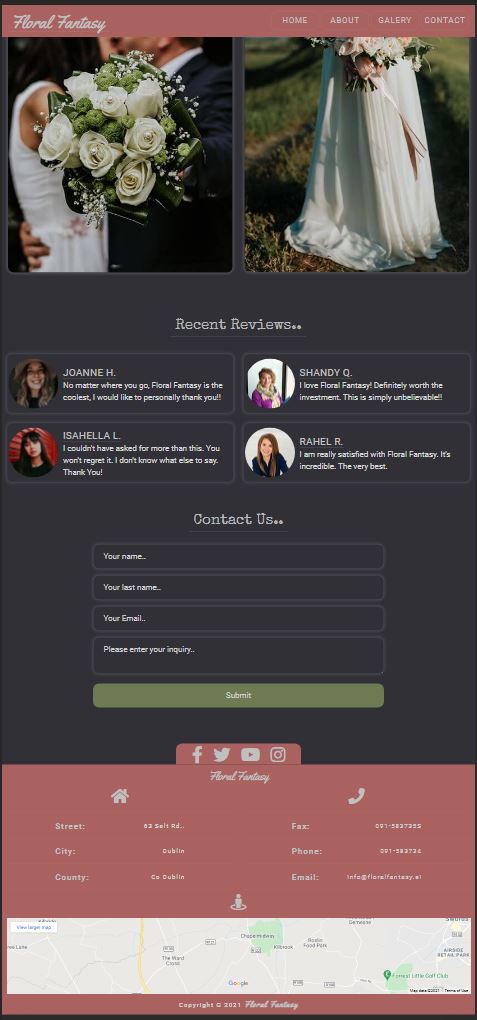 Floral Fantasy
HOME ABOUT GALERY CONTACT
Recent Reviews..
JOANNE H.
No matter where you go, Floral Fantasy is the
coolest, I would like to personally thank you!!
SHANDY Q.
I love Floral Fantasy! Definitely worth the
investment. This is simply unbelievable!!
ISAHELLA L.
I couldn't have asked for more than this. You
won't regret it. I don't know what else to say.
Thank You!
RAHEL R.
I am really satisfied with Floral Fantasy. It's
incredible. The very best.
Contact Us..
Your name..
Your last name..
Your Email..
Please enter your inquiry..
Submit
Floral Fantasy
Street: 63 Selt Rd..
City: Dublin
County: Co Dublin
Fax: 091-5837355
Phone: 091-583734
Email: info@floralfantasy.ei
View larger map
ree Lane
The Ward
Cross
Chapelmidway
Kilbrook
Roslin
Food Park
Swords
AIRSIDE
RETAIL PARK
Forrest Little Golf Club
Google
Map data ©2021 Terms of Use
Copyright © 2021 Floral Fantasy